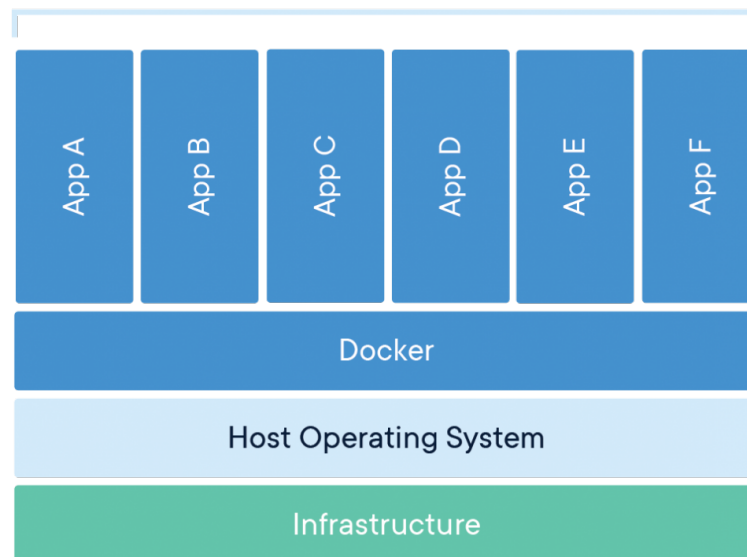 App A
App B
App C
App D
App E
App F
Docker
Host Operating System
Infrastructure